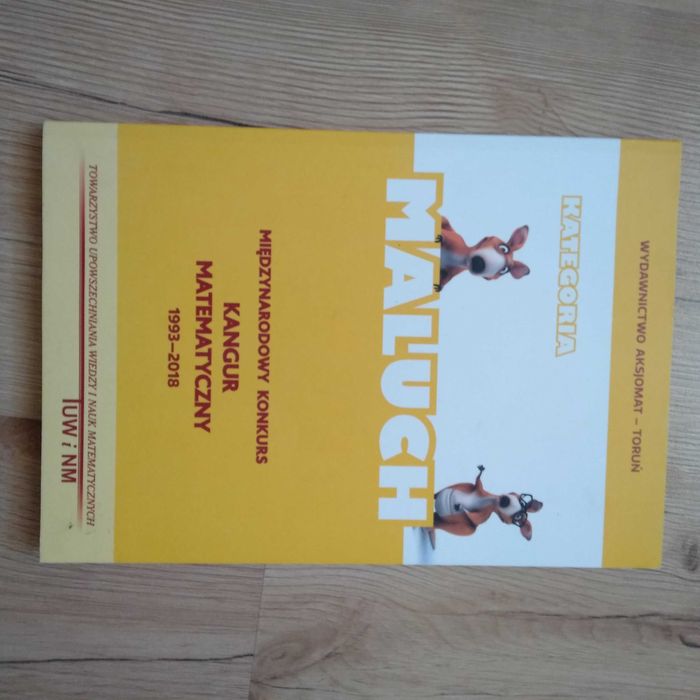 WYDAWNICTWO AKSJOMAT – TORUŃ
KATEGORIA
MALUCH
MIĘDZYNARODOWY KONKURS
KANGUR
MATEMATYCZNY
1993–2018
TOWARZYSTWO UPOWSZECHNIANIA WIEDZY I NAUK MATEMATYCZNYCH
TUW i NM